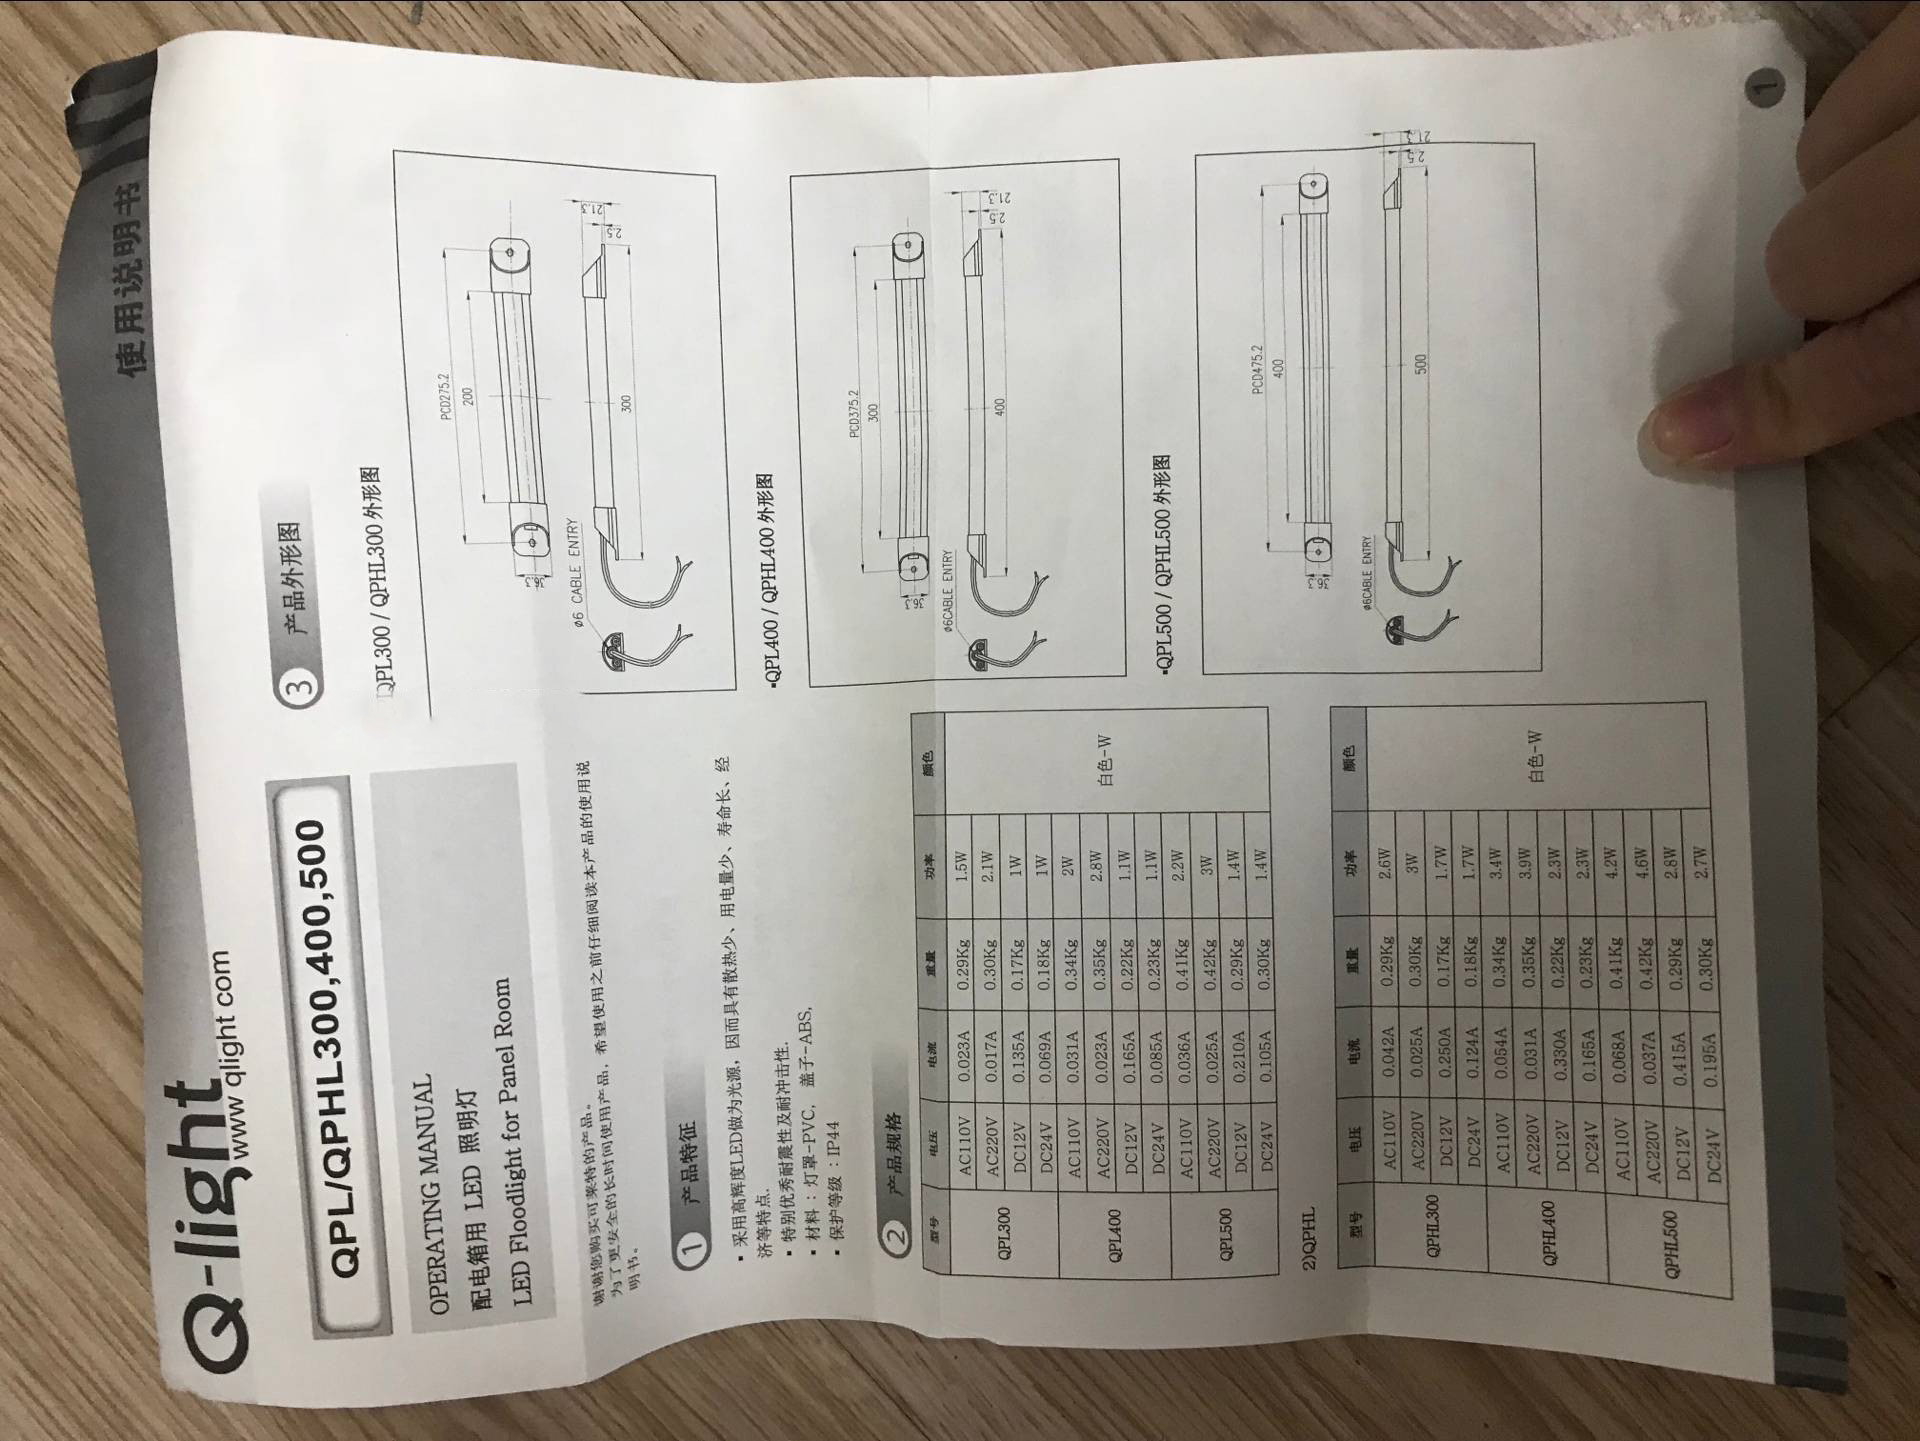 Q-light
www qlight com
使用说明书
QPL/QPHL300,400,500
OPERATING MANUAL
配电箱用 LED 照明灯
LED Floodlight for Panel Room
谢谢您购买可莱特的产品。
为了更安全的长时间使用产品，希望使用之前仔细阅读本产品的使用说
明书。
1 产品特征
▪ 采用高辉度LED做为光源，因而具有散热少、用电量少、寿命长、经
济等特点.
▪ 特别优秀耐震性及耐冲击性.
▪ 材料 : 灯罩-PVC， 盖子-ABS,
▪ 保护等级 : IP44
2 产品规格
型号 电压 电流 重量 功率 颜色
QPL300 AC110V 0.023A 0.29Kg 1.5W 白色-W
AC220V 0.017A 0.30Kg 2.1W
DC12V 0.135A 0.17Kg 1W
DC24V 0.069A 0.18Kg 1W
QPL400 AC110V 0.031A 0.34Kg 2W
AC220V 0.023A 0.35Kg 2.8W
DC12V 0.165A 0.22Kg 1.1W
DC24V 0.085A 0.23Kg 1.1W
QPL500 AC110V 0.036A 0.41Kg 2.2W
AC220V 0.025A 0.42Kg 3W
DC12V 0.210A 0.29Kg 1.4W
DC24V 0.105A 0.30Kg 1.4W
2)QPHL
型号 电压 电流 重量 功率 颜色
QPHL300 AC110V 0.042A 0.29Kg 2.6W 白色-W
AC220V 0.025A 0.30Kg 3W
DC12V 0.250A 0.17Kg 1.7W
DC24V 0.124A 0.18Kg 1.7W
QPHL400 AC110V 0.054A 0.34Kg 3.4W
AC220V 0.031A 0.35Kg 3.9W
DC12V 0.330A 0.22Kg 2.3W
DC24V 0.165A 0.23Kg 2.3W
QPHL500 AC110V 0.068A 0.41Kg 4.2W
AC220V 0.037A 0.42Kg 4.6W
DC12V 0.415A 0.29Kg 2.8W
DC24V 0.195A 0.30Kg 2.7W
3 产品外形图
QPL300 / QPHL300 外形图
PCD275.2
200
36.3
21.3
2.5
ø6 CABLE ENTRY
300
▪QPL400 / QPHL400 外形图
PCD375.2
300
36.3
21.3
2.5
ø6CABLE ENTRY
400
▪QPL500 / QPHL500 外形图
PCD475.2
400
36.3
21.3
2.5
ø6CABLE ENTRY
500
1